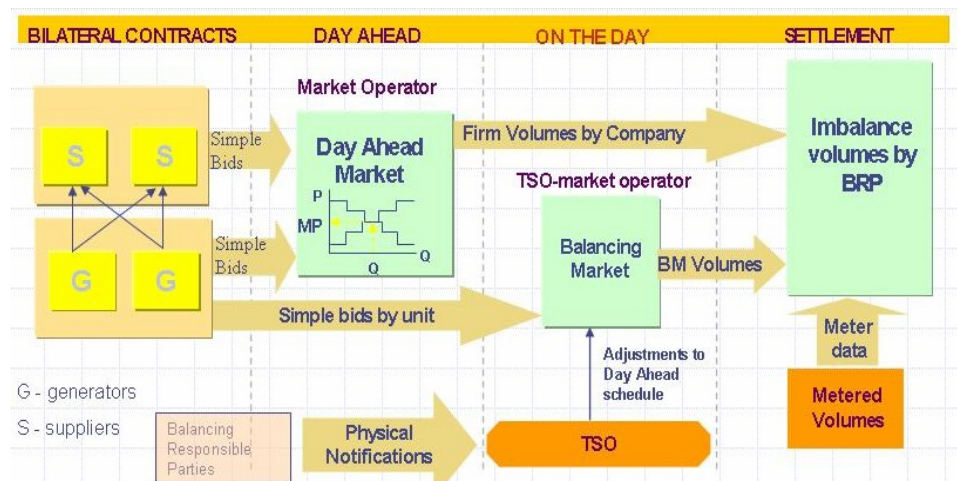 BILATERAL CONTRACTS
DAY AHEAD
ON THE DAY
SETTLEMENT
Market Operator
S
S
Simple
Bids
Day Ahead
Market
P
MP
Q
Q
Firm Volumes by Company
Imbalance
volumes by
BRP
TSO-market operator
G
G
Simple
Bids
Balancing
Market
BM Volumes
Simple bids by unit
Adjustments to
Day Ahead
schedule
Meter
data
G - generators
S - suppliers
Balancing
Responsible
Parties
Physical
Notifications
TSO
Metered
Volumes